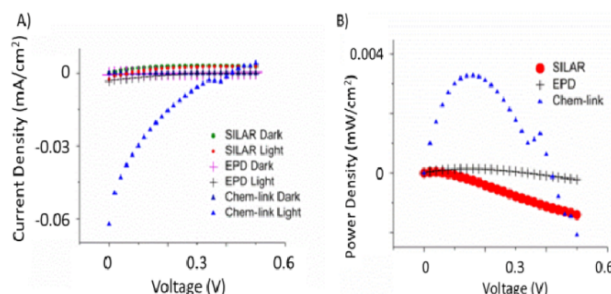 A)
Current Density (mA/cm²)
0
-0.03
-0.06
SILAR Dark
SILAR Light
EPD Dark
EPD Light
Chem-link Dark
Chem-link Light
0
0.3
0.6
Voltage (V)
B)
Power Density (mW/cm²)
0.004
0
SILAR
EPD
Chem-link
0
0.3
0.6
Voltage (V)